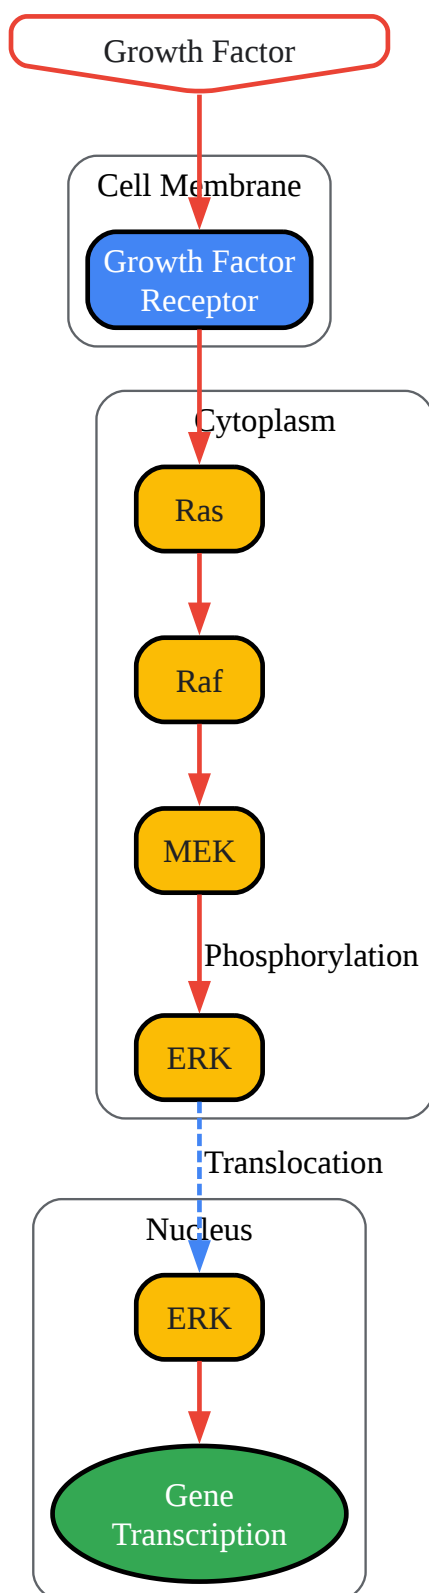 Growth Factor
Cell Membrane
Growth Factor
Receptor
Cytoplasm
Ras
Raf
MEK
Phosphorylation
ERK
Translocation
Nucleus
ERK
Gene
Transcription